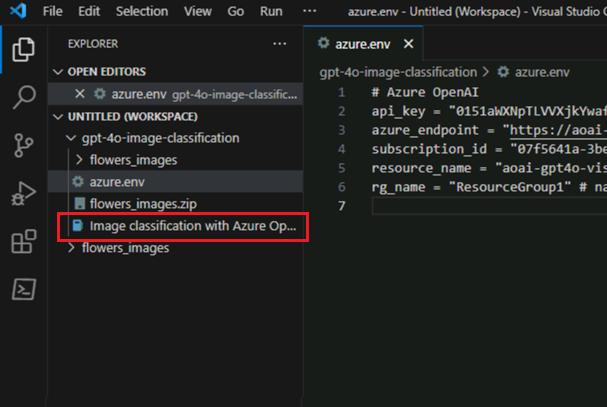 File Edit Selection View Go Run ··· azure.env - Untitled (Workspace) - Visual Studio
EXPLORER ···
OPEN EDITORS
azure.env gpt-4o-image-classific...
UNTITLED (WORKSPACE)
gpt-4o-image-classification
flowers_images
azure.env
flowers_images.zip
Image classification with Azure Op...
flowers_images
azure.env
gpt-4o-image-classification > azure.env
1 # Azure OpenAI
2 api_key = "0151aWXNpTLVVXjkYwaf
3 azure_endpoint = "https://aoai-
4 subscription_id = "07f5641a-3be
5 resource_name = "aoai-gpt4o-vis
6 rg_name = "ResourceGroup1" # na
7